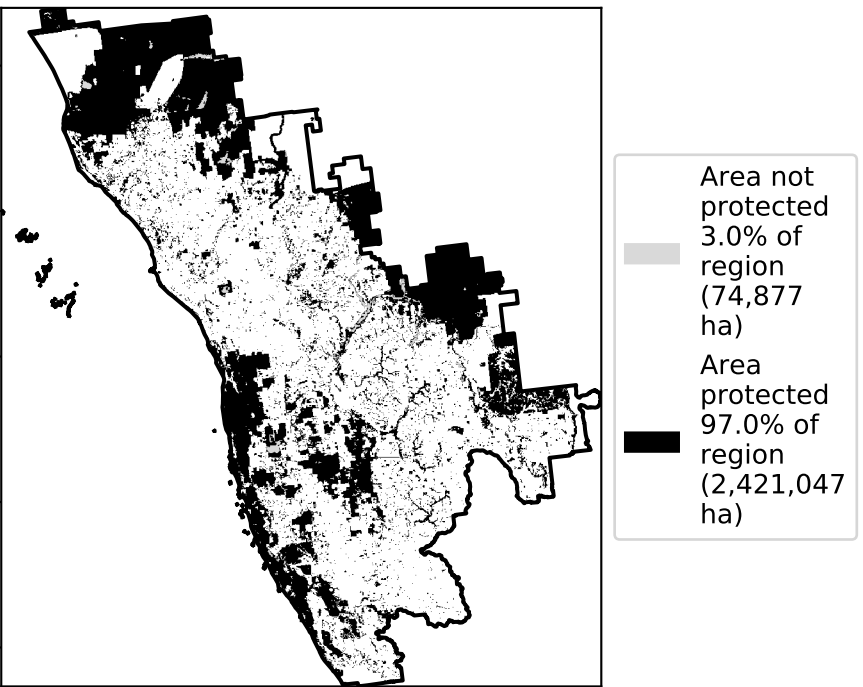 Area not
protected
3.0% of
region
(74,877
ha)
Area
protected
97.0% of
region
(2,421,047
ha)